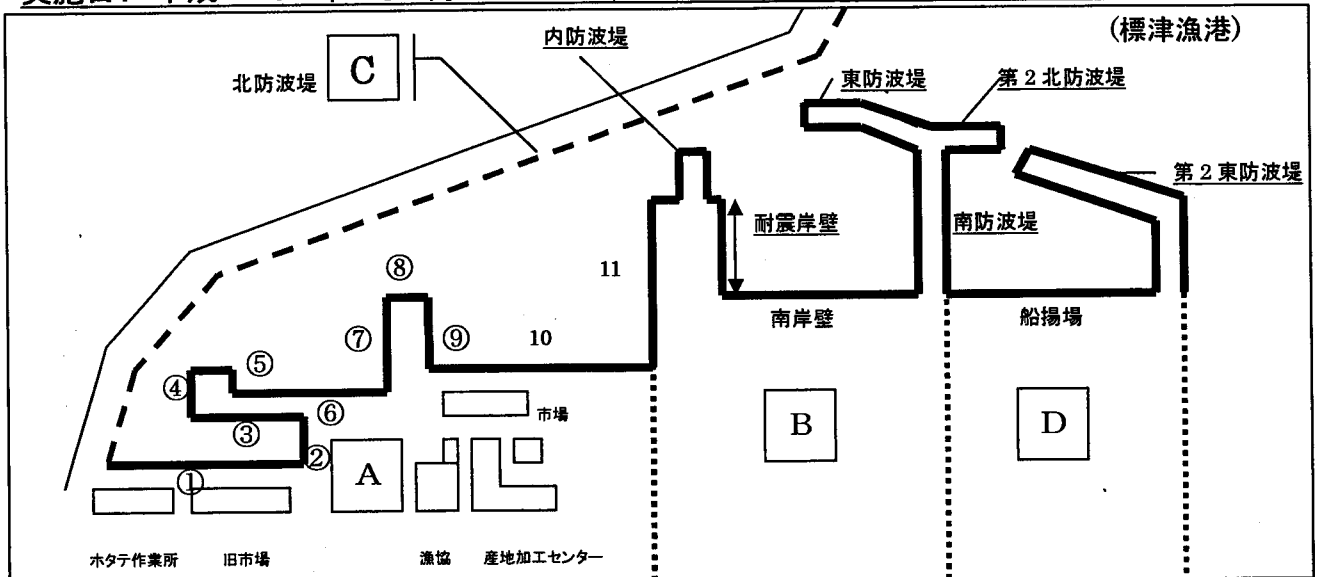 (標津漁港)
内防波堤
北防波堤
C
東防波堤
第2北防波堤
第2東防波堤
耐震岸壁
南防波堤
⑧
11
南岸壁
船揚場
⑦
⑨
10
⑤
④
⑥
市場
③
②
①
A
B
D
ホタテ作業所
旧市場
漁協
産地加工センター